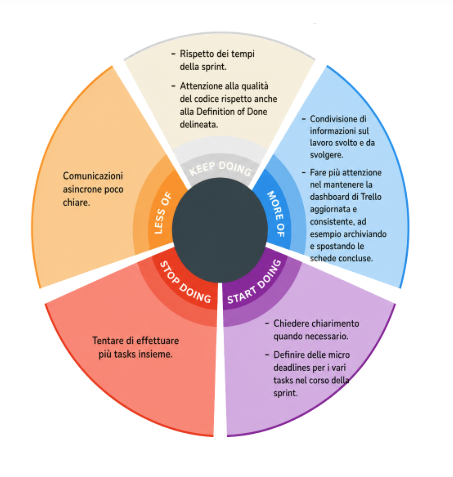 - Rispetto dei tempi
della sprint.
- Attenzione alla qualità
del codice rispetto anche
alla Definition of Done
delineata.
KEEP DOING
- Condivisione di
informazioni sul
lavoro svolto e da
svolgere.
- Fare più attenzione
nel mantenere la
dashboard di Trello
aggiornata e
consistente, ad
esempio archiviando
e spostando le
schede concluse.
MORE OF
- Chiedere chiarimento
quando necessario.
- Definire delle micro
deadlines per i vari
tasks nel corso della
sprint.
START DOING
Tentare di effettuare
più tasks insieme.
STOP DOING
Comunicazioni
asincrone poco
chiare.
LESS OF